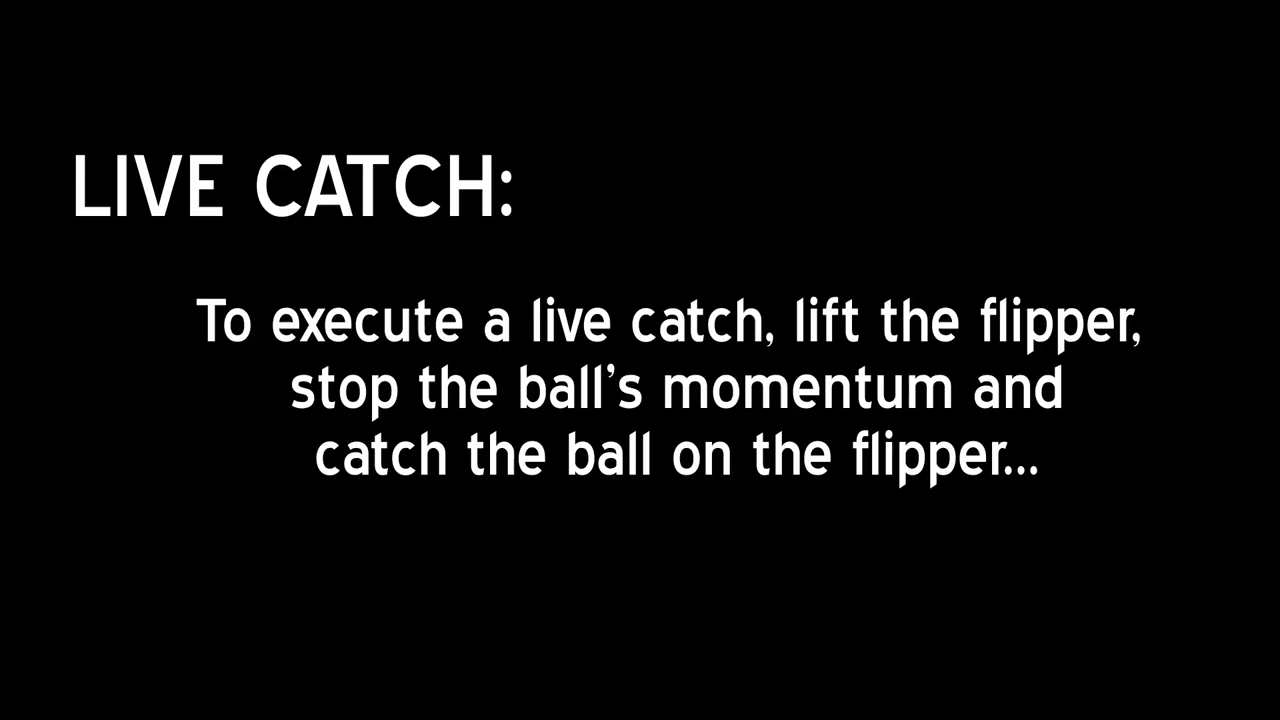 LIVE CATCH:
To execute a live catch, lift the flipper,
stop the ball’s momentum and
catch the ball on the flipper...